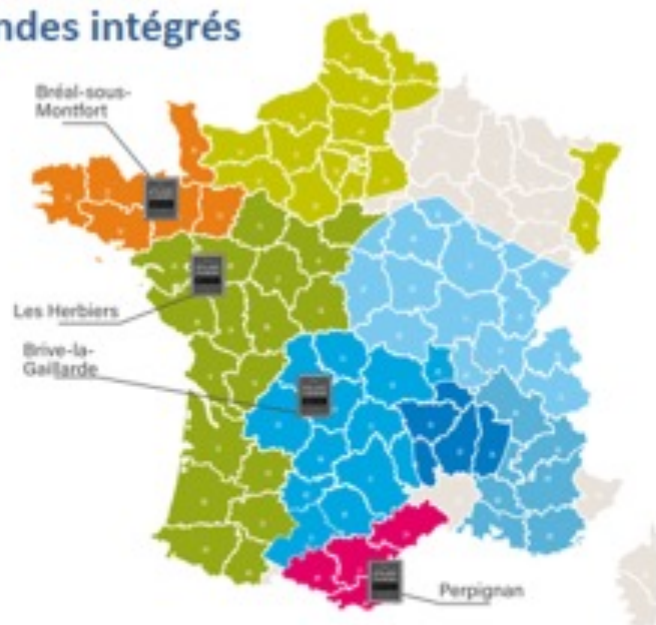 ndes intégrés
Bréal-sous-
Montfort
Les Herbiers
Brive-la-
Gaillarde
Perpignan